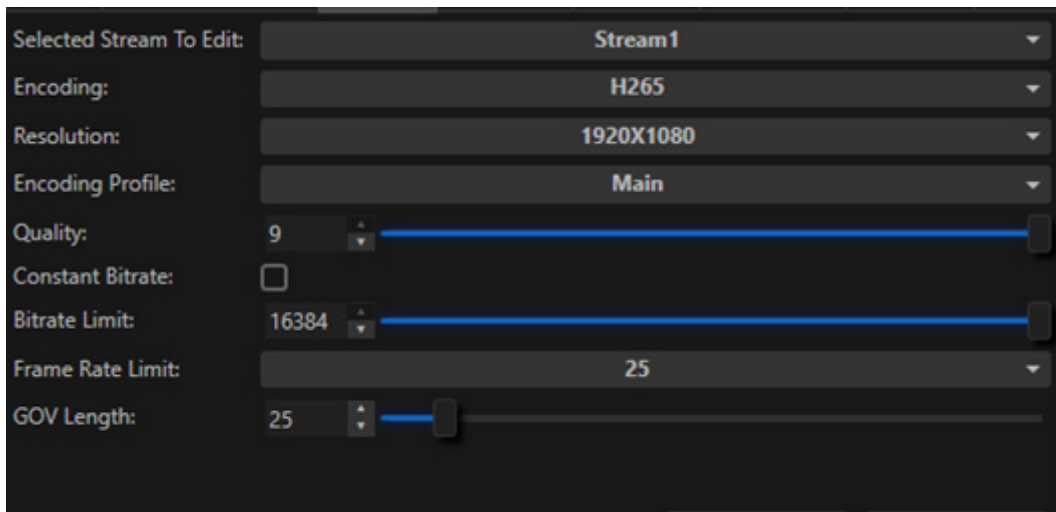 Selected Stream To Edit: Stream1
Encoding: H265
Resolution: 1920X1080
Encoding Profile: Main
Quality: 9
Constant Bitrate:
Bitrate Limit: 16384
Frame Rate Limit: 25
GOV Length: 25